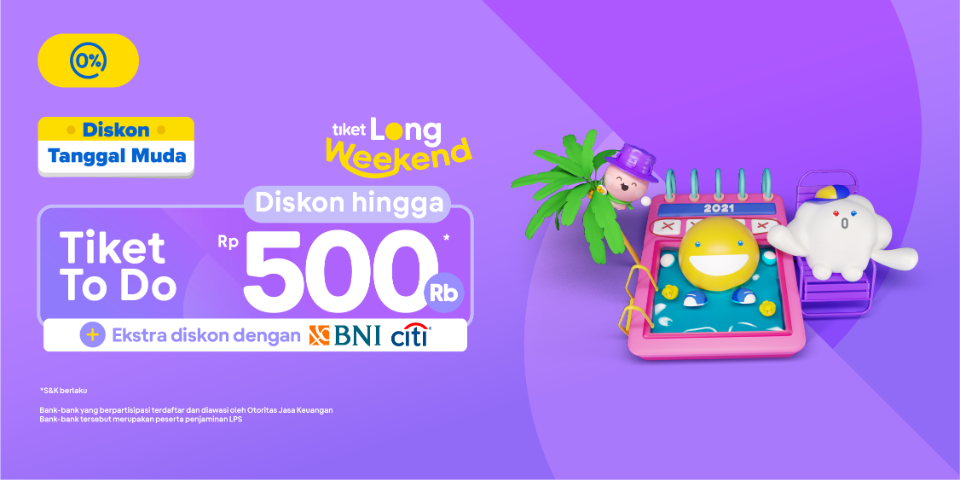 0%
Diskon
Tanggal Muda
tiket Long
Weekend
Diskon hingga
Tiket
To Do
Rp 500 Rb*
+ Ekstra diskon dengan BNI citi
*S&K berlaku
Bank-bank yang berpartisipasi terdaftar dan diawasi oleh Otoritas Jasa Keuangan
Bank-bank tersebut merupakan peserta penjaminan LPS
2021